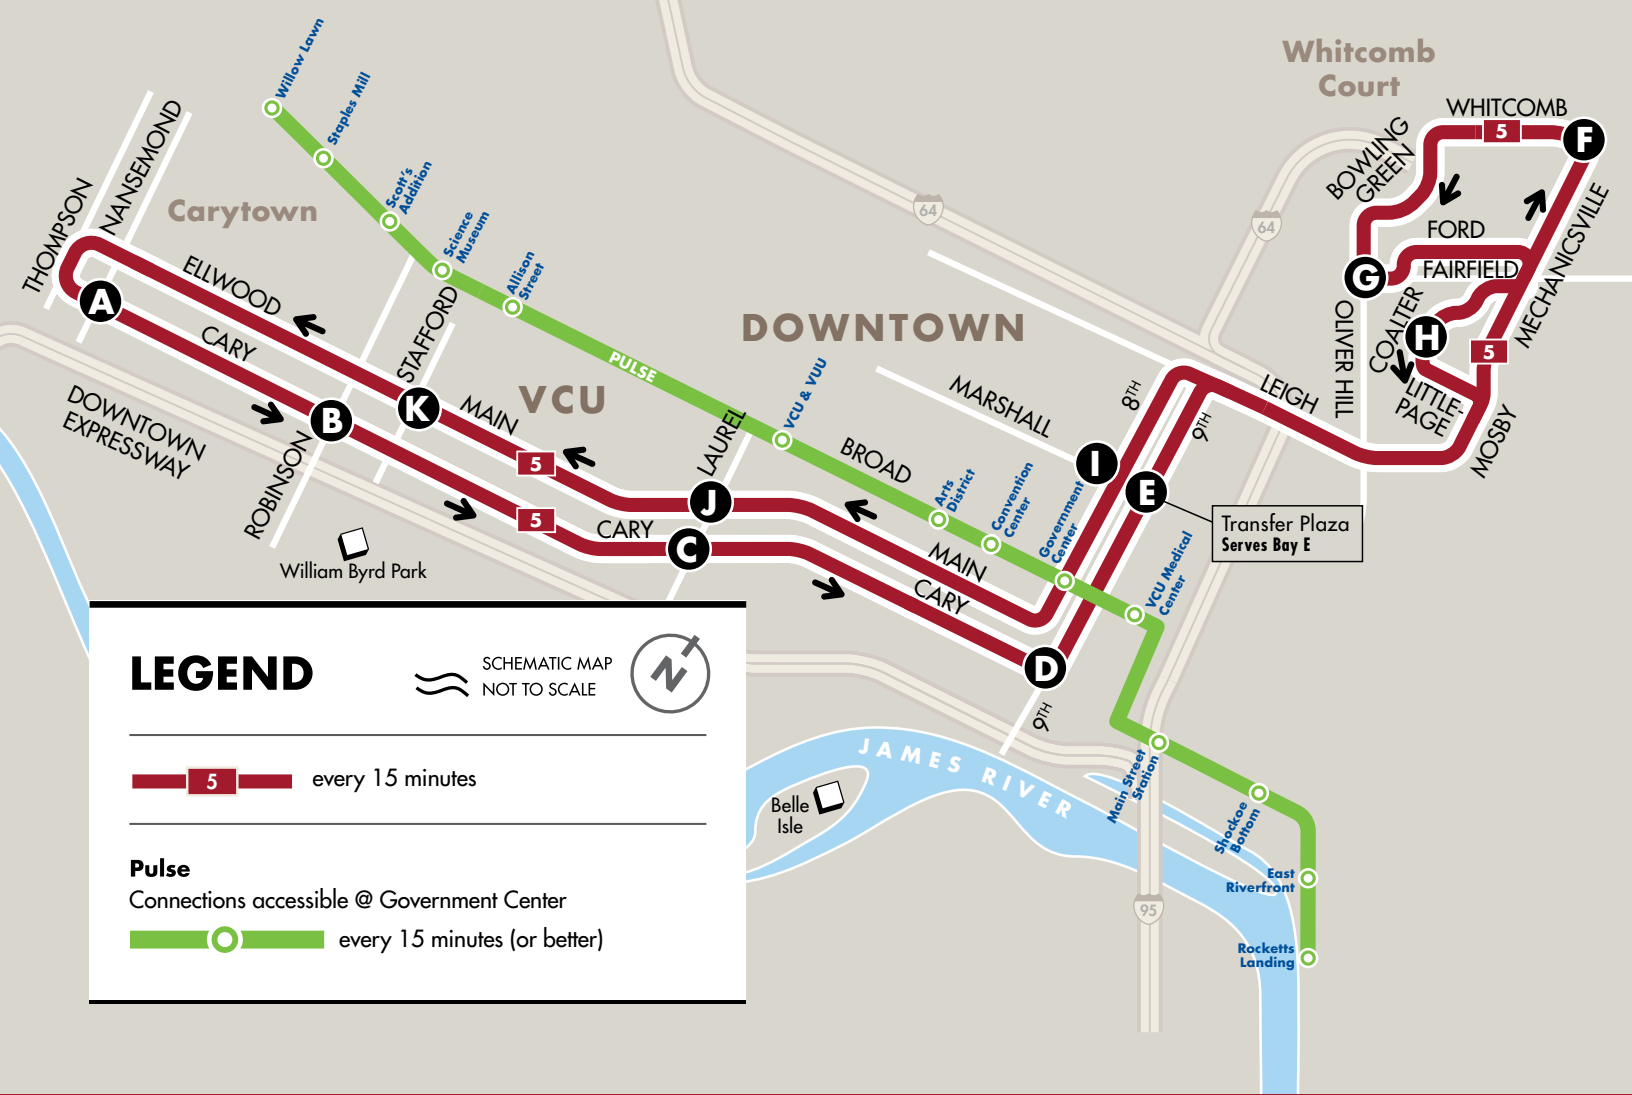 Willow Lawn
Staples Mill
Scott's
Addition
Science
Museum
Allison
Street
PULSE
VCU & VUU
Arts
District
Convention
Center
Government
Center
VCU Medical
Center
Main Street
Station
Shockoe
Bottom
East
Riverfront
Rocketts
Landing
Whitcomb
Court
WHITCOMB
5
F
BOWLING
GREEN
FORD
G
FAIRFIELD
COALTER
H
5
MECHANICSVILLE
OLIVER HILL
LITTLE-
PAGE
MOSBY
LEIGH
64
64
THOMPSON
NANSEMOND
Carytown
A
ELLWOOD
CARY
STAFFORD
DOWNTOWN
EXPRESSWAY
B
K
ROBINSON
VCU
MAIN
5
5
LAUREL
J
CARY
C
William Byrd Park
DOWNTOWN
MARSHALL
BROAD
8TH
9TH
I
E
Transfer Plaza
Serves Bay E
MAIN
CARY
D
9TH
JAMES RIVER
Belle
Isle
95
LEGEND
SCHEMATIC MAP
NOT TO SCALE
N
5
every 15 minutes
Pulse
Connections accessible @ Government Center
every 15 minutes (or better)